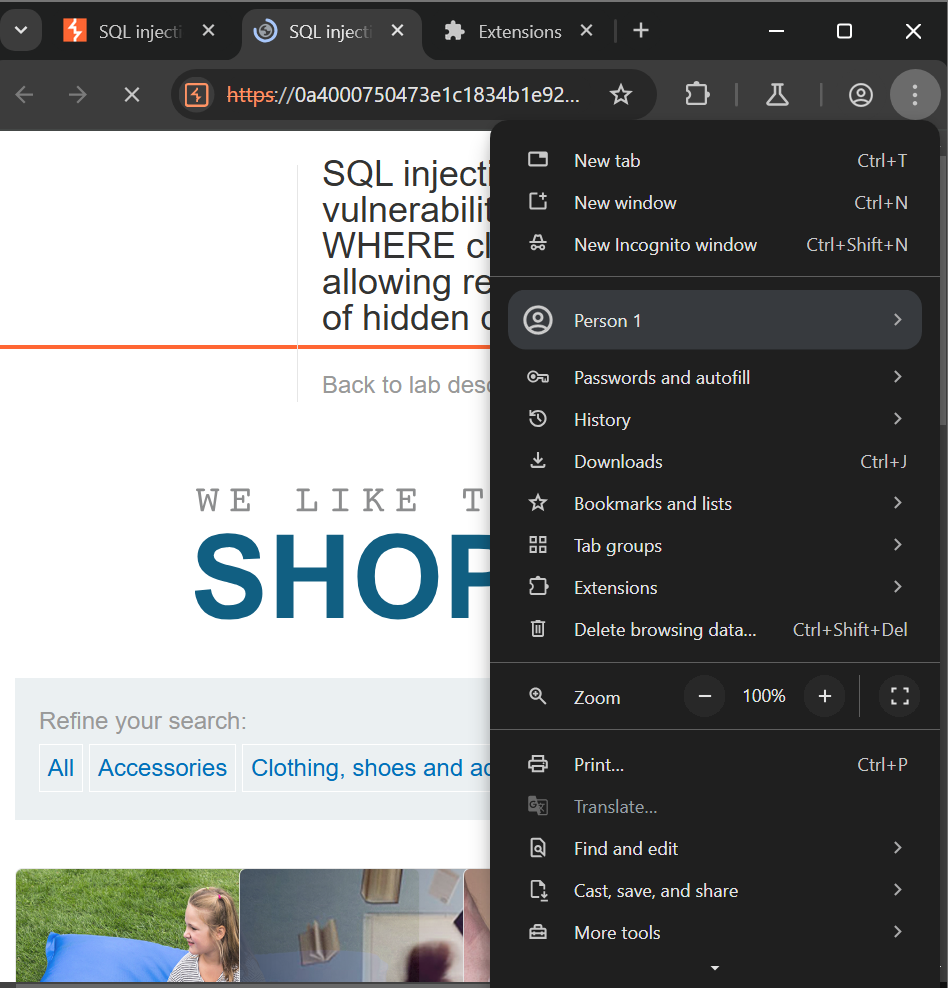 SQL injecti
SQL injecti
Extensions
https://0a4000750473e1c1834b1e92...
SQL injecti
vulnerabilit
WHERE cl
allowing re
of hidden
Back to lab desc
WE LIKE T
SHOP
Refine your search:
All
Accessories
Clothing, shoes and ac
New tab Ctrl+T
New window Ctrl+N
New Incognito window Ctrl+Shift+N
Person 1
Passwords and autofill
History
Downloads Ctrl+J
Bookmarks and lists
Tab groups
Extensions
Delete browsing data... Ctrl+Shift+Del
Zoom 100%
Print... Ctrl+P
Translate...
Find and edit
Cast, save, and share
More tools